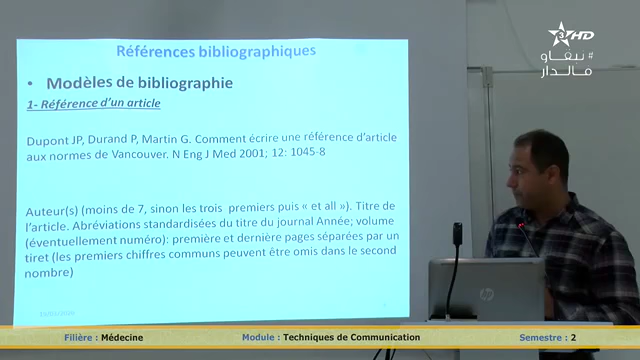 Références bibliographiques
• Modèles de bibliographie
1- Référence d'un article
Dupont JP, Durand P, Martin G. Comment écrire une référence d'article
aux normes de Vancouver. N Eng J Med 2001; 12: 1045-8
Auteur(s) (moins de 7, sinon les trois premiers puis « et all »). Titre de
l'article. Abréviations standardisées du titre du journal Année; volume
(éventuellement numéro): première et dernière pages séparées par un
tiret (les premiers chiffres communs peuvent être omis dans le second
nombre)
3 HD
#نبقاو
فالدار
hp
Filière : Médecine
Module : Techniques de Communication
Semestre : 2